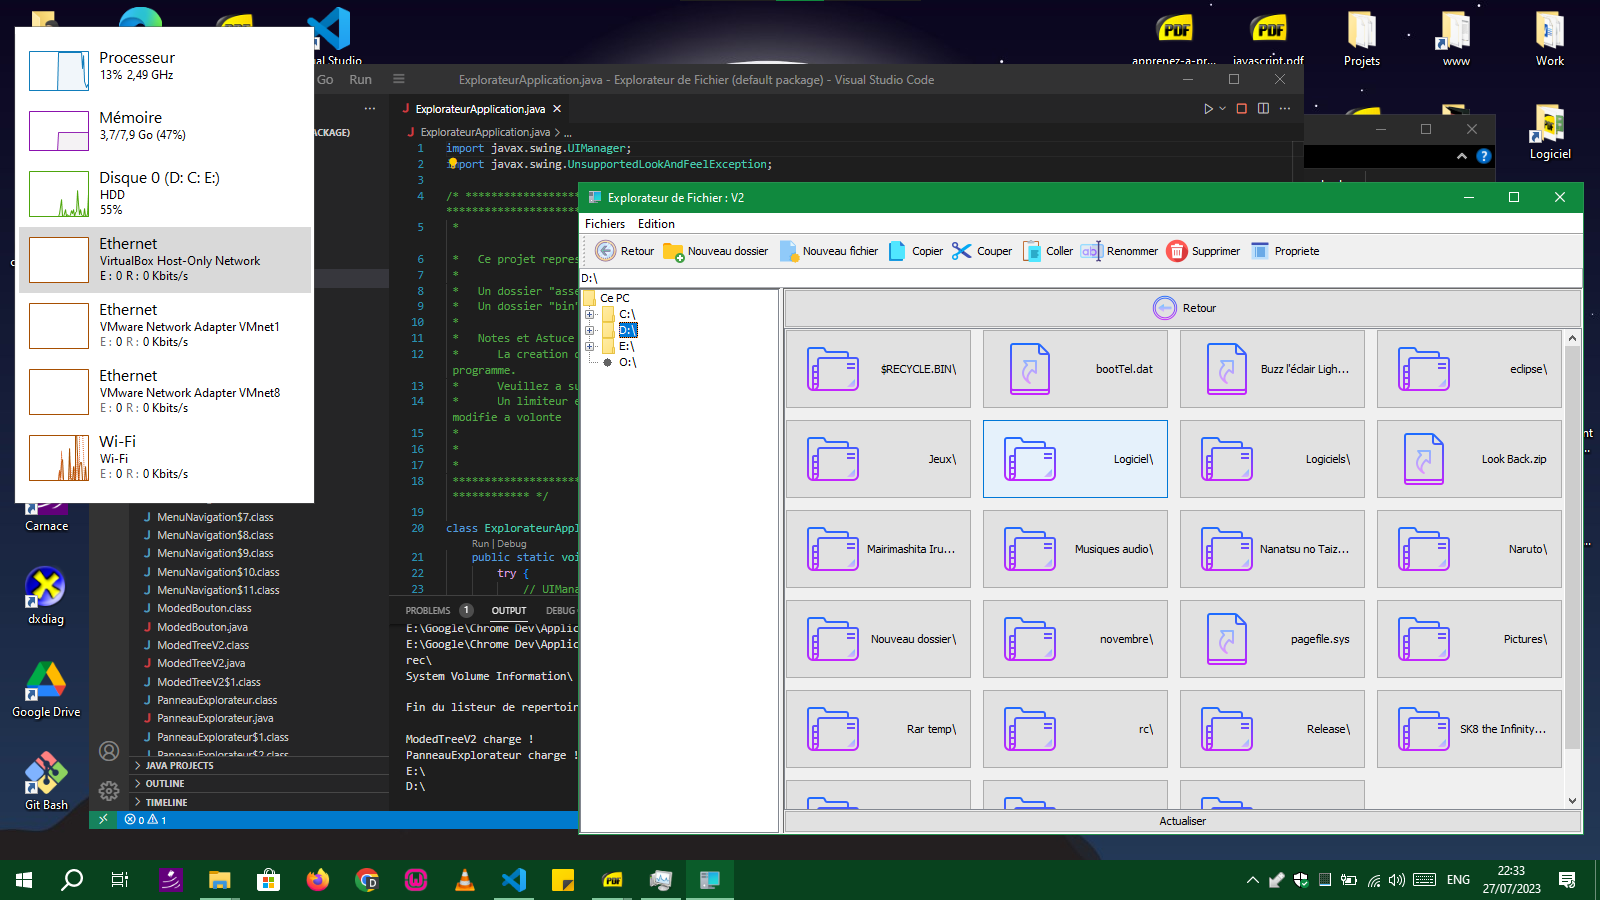 Processeur
13% 2,49 GHz
Mémoire
3,7/7,9 Go (47%)
Disque 0 (D: C: E:)
HDD
55%
Ethernet
VirtualBox Host-Only Network
E : 0 R : 0 Kbits/s
Ethernet
VMware Network Adapter VMnet1
E : 0 R : 0 Kbits/s
Ethernet
VMware Network Adapter VMnet8
E : 0 R : 0 Kbits/s
Wi-Fi
Wi-Fi
E : 0 R : 0 Kbits/s
Carnace
dxdiag
Google Drive
Git Bash
PDF
PDF
apprenez-a-pr...
javascript.pdf
Projets
www
Work
Logiciel
Studio
Go
Run
ExplorateurApplication.java - Explorateur de Fichier (default package) - Visual Studio Code
ExplorateurApplication.java
ExplorateurApplication.java > ...
1 import javax.swing.UIManager;
2 import javax.swing.UnsupportedLookAndFeelException;
3
4 /* ******************
********************
5 *
6 * Ce projet repres
7 *
8 * Un dossier "asse
9 * Un dossier "bin"
10 *
11 * Notes et Astuce
12 * La creation d
programme.
13 * Veuillez a su
14 * Un limiteur e
modifie a volonte
15 *
16 *
17 *
18 ********************
************ */
19
20 class ExplorateurAppl
Run | Debug
21 public static voi
22 try {
23 // UIMana
PROBLEMS 1 OUTPUT DEBUG
E:\Google\Chrome Dev\Applic
E:\Google\Chrome Dev\Applic
rec\
System Volume Information\
Fin du listeur de repertoir
ModedTreeV2 charge !
PanneauExplorateur charge !
E:\
D:\
MenuNavigation$7.class
MenuNavigation$8.class
MenuNavigation$9.class
MenuNavigation$10.class
MenuNavigation$11.class
ModedBouton.class
ModedBouton.java
ModedTreeV2.class
ModedTreeV2.java
ModedTreeV2$1.class
PanneauExplorateur.class
PanneauExplorateur.java
PanneauExplorateur$1.class
PanneauExplorateur$2.class
JAVA PROJECTS
OUTLINE
TIMELINE
0 1
Explorateur de Fichier : V2
Fichiers Edition
Retour Nouveau dossier Nouveau fichier Copier Couper Coller Renommer Supprimer Propriete
D:\
Ce PC
C:\
D:\
E:\
O:\
Retour
$RECYCLE.BIN\
bootTel.dat
Buzz l'éclair Ligh...
eclipse\
Jeux\
Logiciel\
Logiciels\
Look Back.zip
Mairimashita Iru...
Musiques audio\
Nanatsu no Taiz...
Naruto\
Nouveau dossier\
novembre\
pagefile.sys
Pictures\
Rar temp\
rc\
Release\
SK8 the Infinity...
Actualiser
ENG
22:33
27/07/2023